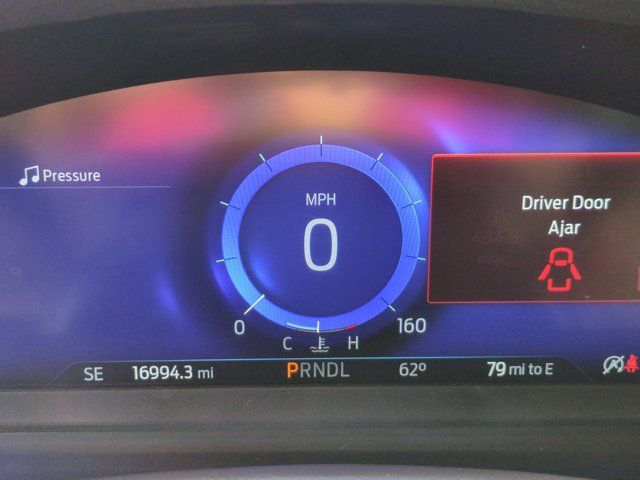 Pressure
MPH
0
Driver Door
Ajar
0
160
C
H
SE
16994.3 mi
PRNDL
62°
79 mi to E